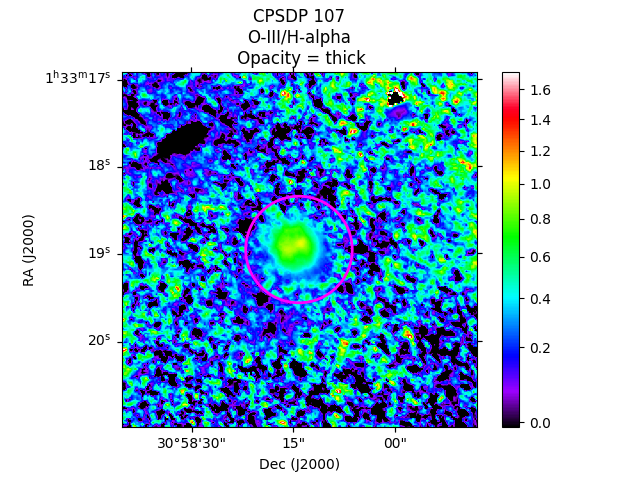 CPSDP 107
O-III/H-alpha
Opacity = thick
1ʰ33ᵐ17ˢ
18ˢ
19ˢ
20ˢ
RA (J2000)
30°58'30" 15" 00"
Dec (J2000)
1.6
1.4
1.2
1.0
0.8
0.6
0.4
0.2
0.0